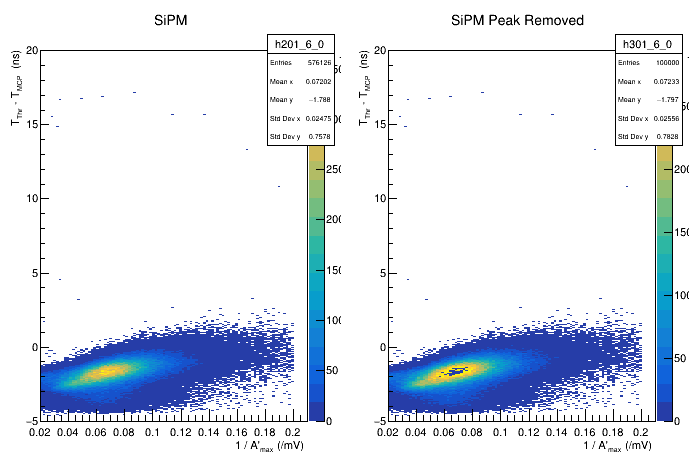 SiPM
SiPM Peak Removed
h201_6_0
Entries 576126
Mean x 0.07202
Mean y −1.788
Std Dev x 0.02475
Std Dev y 0.7578
h301_6_0
Entries 100000
Mean x 0.07233
Mean y −1.797
Std Dev x 0.02556
Std Dev y 0.7828
T_Thr - T_MCP (ns)
20
15
10
5
0
−5
0.02 0.04 0.06 0.08 0.1 0.12 0.14 0.16 0.18 0.2
1 / A'_max (/mV)
250
200
150
100
50
0
T_Thr - T_MCP (ns)
20
15
10
5
0
−5
0.02 0.04 0.06 0.08 0.1 0.12 0.14 0.16 0.18 0.2
1 / A'_max (/mV)
200
150
100
50
0